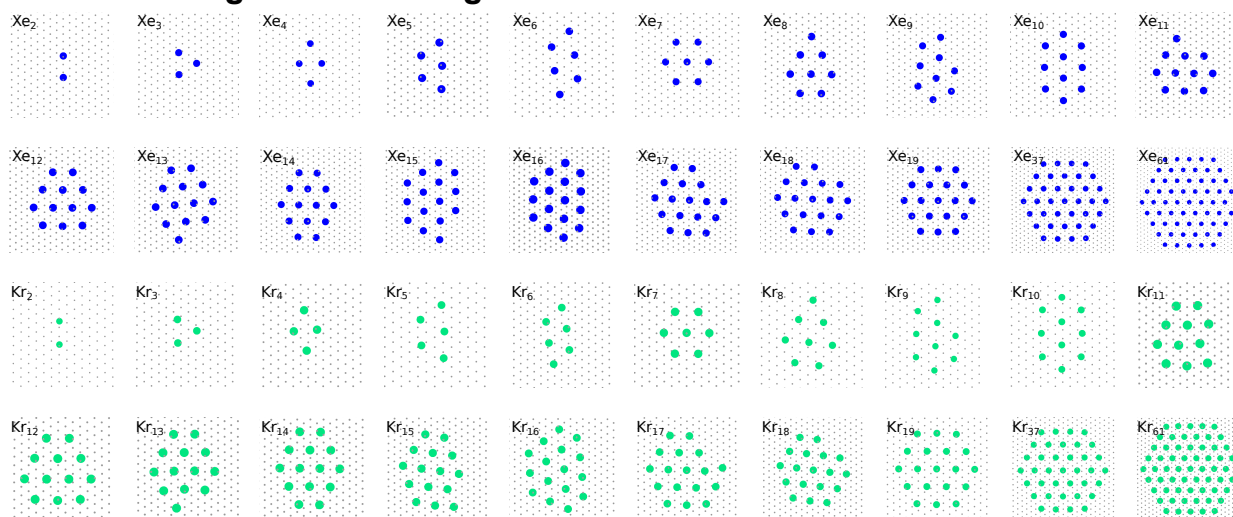 Xe2 Xe3 Xe4 Xe5 Xe6 Xe7 Xe8 Xe9 Xe10 Xe11
Xe12 Xe13 Xe14 Xe15 Xe16 Xe17 Xe18 Xe19 Xe37 Xe61
Kr2 Kr3 Kr4 Kr5 Kr6 Kr7 Kr8 Kr9 Kr10 Kr11
Kr12 Kr13 Kr14 Kr15 Kr16 Kr17 Kr18 Kr19 Kr37 Kr61